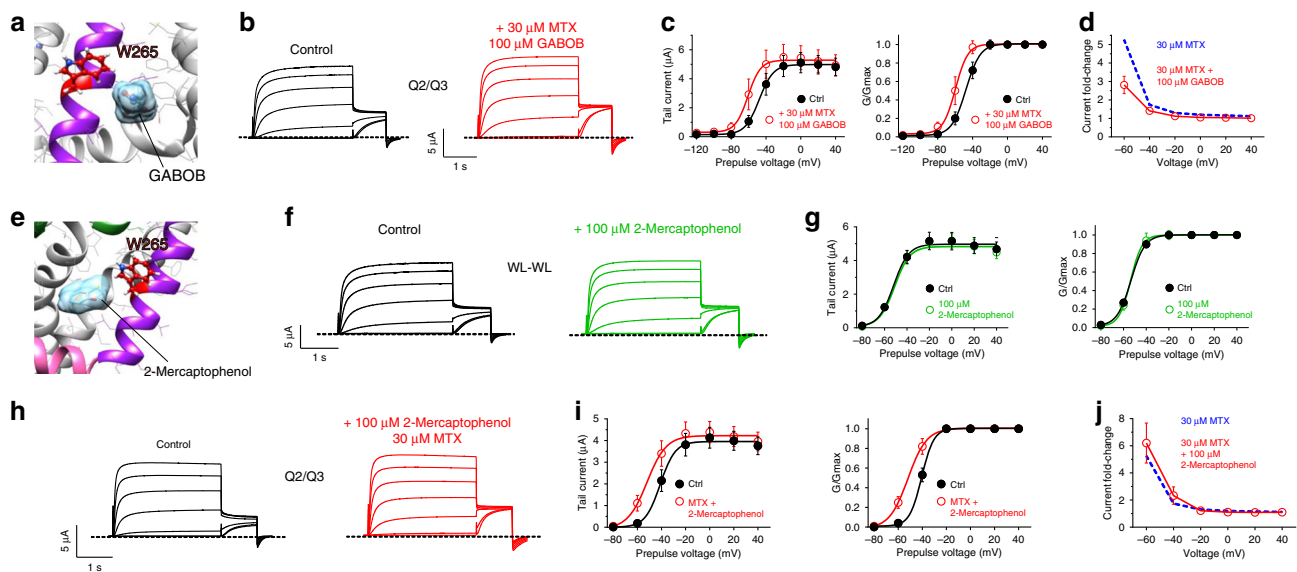 a
W265
GABOB
b
Control
+ 30 µM MTX
100 µM GABOB
Q2/Q3
5 µA
1 s
c
Tail current (µA)
8
6
4
2
0
Ctrl
+ 30 µM MTX
100 µM GABOB
–120
–80
–40
0
40
Prepulse voltage (mV)
G/Gmax
1.0
0.8
0.6
0.4
0.2
0.0
Ctrl
+ 30 µM MTX
100 µM GABOB
–120
–80
–40
0
40
Prepulse voltage (mV)
d
Current fold-change
5
4
3
2
1
0
30 µM MTX
30 µM MTX +
100 µM GABOB
–60
–40
–20
0
20
40
Voltage (mV)
e
W265
2-Mercaptophenol
f
Control
+ 100 µM 2-Mercaptophenol
WL-WL
5 µA
1 s
g
Tail current (µA)
6
4
2
0
Ctrl
100 µM
2-Mercaptophenol
–80
–60
–40
–20
0
20
40
Prepulse voltage (mV)
G/Gmax
1.0
0.8
0.6
0.4
0.2
0.0
Ctrl
100 µM
2-Mercaptophenol
–80
–60
–40
–20
0
20
40
Prepulse voltage (mV)
h
Control
+ 100 µM 2-Mercaptophenol
30 µM MTX
Q2/Q3
5 µA
1 s
i
Tail current (µA)
5
4
3
2
1
0
Ctrl
MTX +
2-Mercaptophenol
–80
–60
–40
–20
0
20
40
Prepulse voltage (mV)
G/Gmax
1.0
0.8
0.6
0.4
0.2
0.0
Ctrl
MTX +
2-Mercaptophenol
–80
–60
–40
–20
0
20
40
Prepulse voltage (mV)
j
Current fold-change
8
6
4
2
0
30 µM MTX
30 µM MTX
+ 100 µM
2-Mercaptophenol
–60
–40
–20
0
20
40
Voltage (mV)